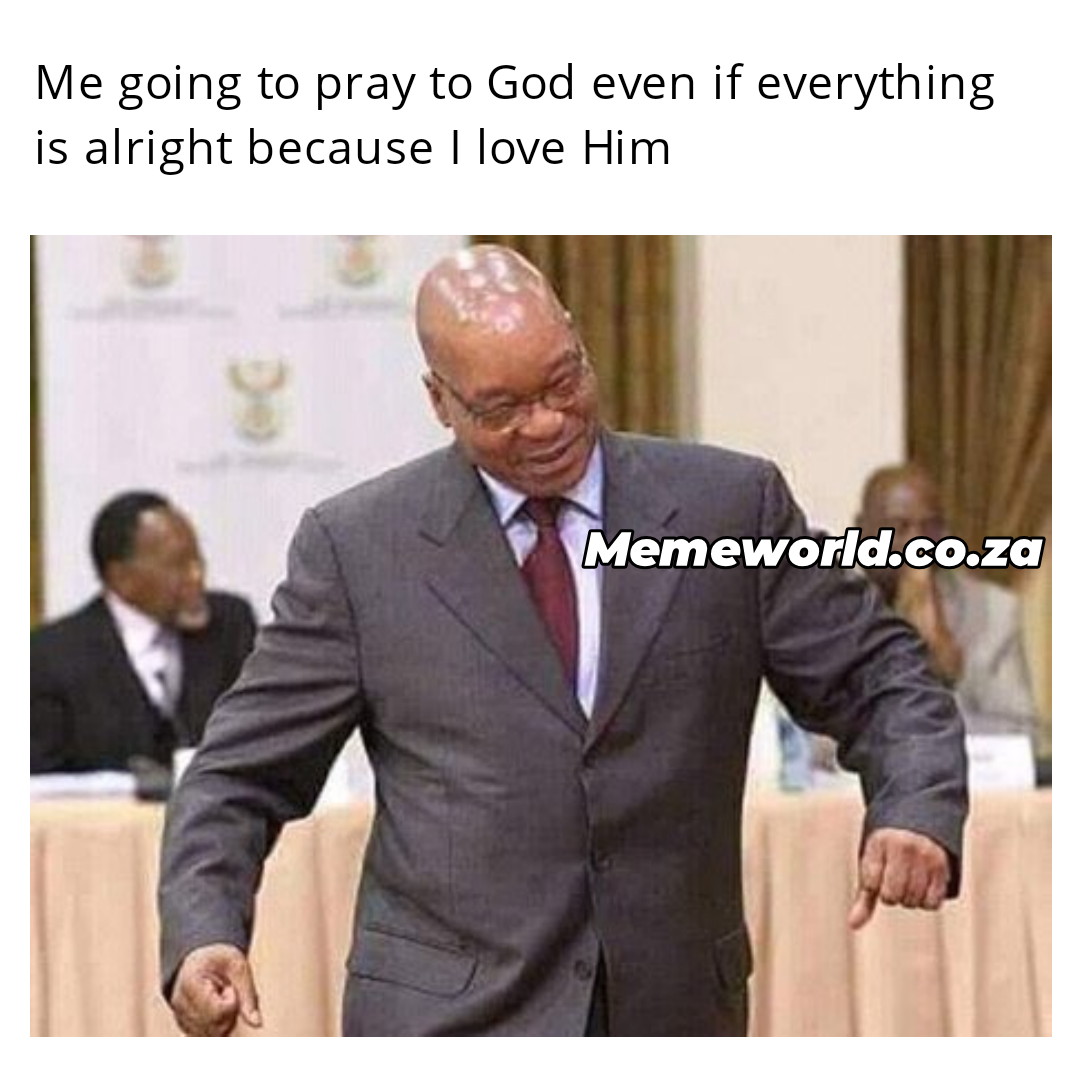 Me going to pray to God even if everything
is alright because I love Him
Memeworld.co.za